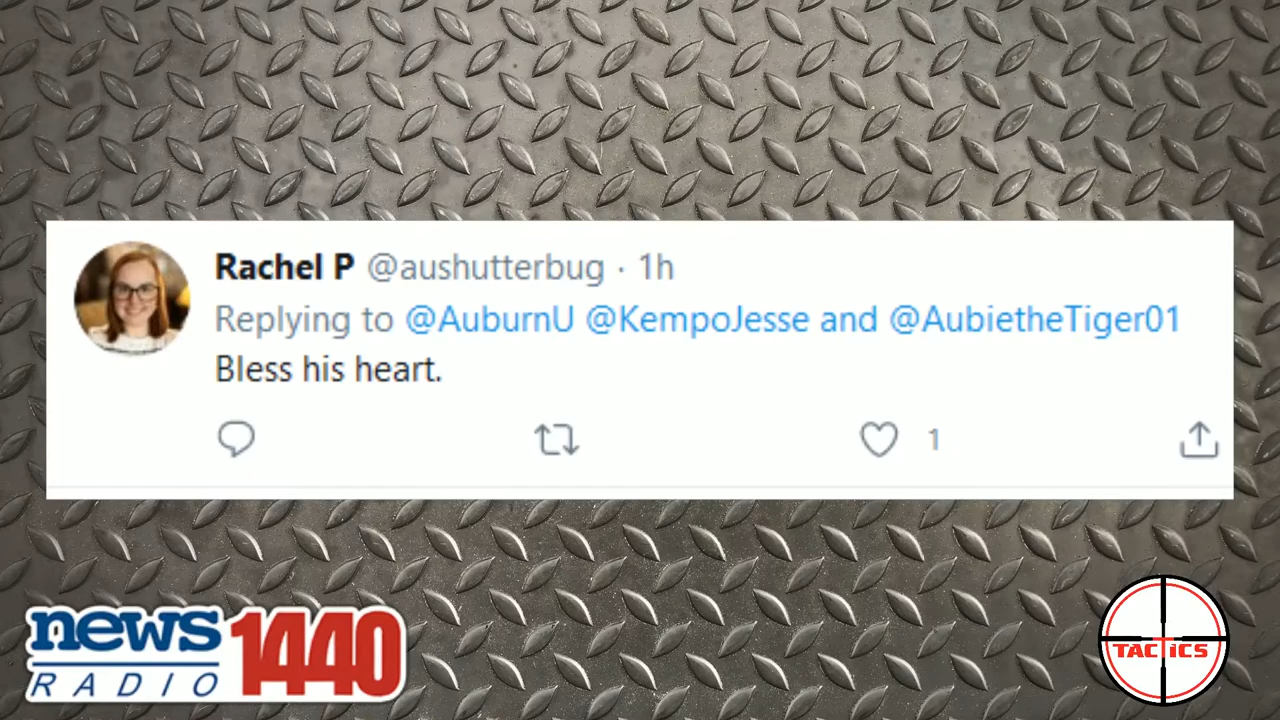 Rachel P @aushutterbug · 1h
Replying to @AuburnU @KempoJesse and @AubietheTiger01
Bless his heart.
1
news 1440
RADIO
TACTICS